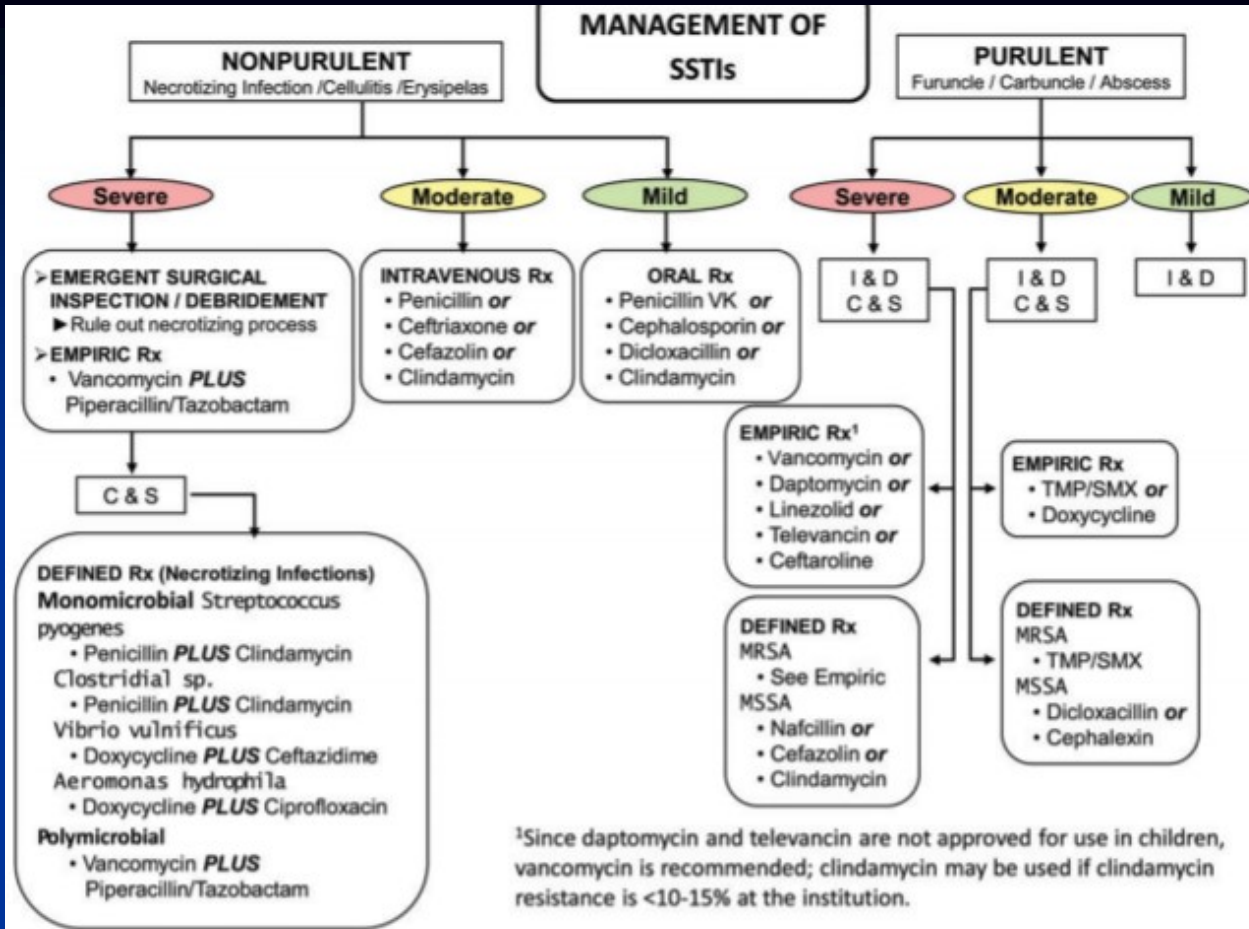 MANAGEMENT OF
SSTIs
NONPURULENT
Necrotizing Infection /Cellulitis /Erysipelas
Severe
Moderate
Mild
➢EMERGENT SURGICAL
INSPECTION / DEBRIDEMENT
►Rule out necrotizing process
➢EMPIRIC Rx
• Vancomycin PLUS
Piperacillin/Tazobactam
INTRAVENOUS Rx
• Penicillin or
• Ceftriaxone or
• Cefazolin or
• Clindamycin
ORAL Rx
• Penicillin VK or
• Cephalosporin or
• Dicloxacillin or
• Clindamycin
C & S
DEFINED Rx (Necrotizing Infections)
Monomicrobial Streptococcus
pyogenes
• Penicillin PLUS Clindamycin
Clostridial sp.
• Penicillin PLUS Clindamycin
Vibrio vulnificus
• Doxycycline PLUS Ceftazidime
Aeromonas hydrophila
• Doxycycline PLUS Ciprofloxacin
Polymicrobial
• Vancomycin PLUS
Piperacillin/Tazobactam
PURULENT
Furuncle / Carbuncle / Abscess
Severe
Moderate
Mild
I & D
C & S
I & D
C & S
I & D
EMPIRIC Rx¹
• Vancomycin or
• Daptomycin or
• Linezolid or
• Televancin or
• Ceftaroline
EMPIRIC Rx
• TMP/SMX or
• Doxycycline
DEFINED Rx
MRSA
• See Empiric
MSSA
• Nafcillin or
• Cefazolin or
• Clindamycin
DEFINED Rx
MRSA
• TMP/SMX
MSSA
• Dicloxacillin or
• Cephalexin
¹Since daptomycin and televancin are not approved for use in children,
vancomycin is recommended; clindamycin may be used if clindamycin
resistance is <10-15% at the institution.